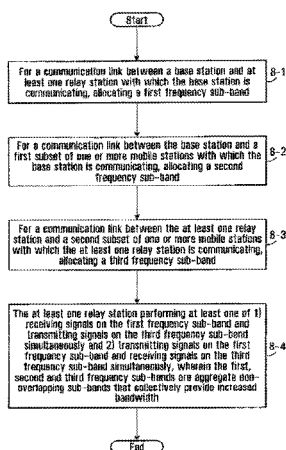 Start
For a communication link between a base station and at
least one relay station with which the base station is
communicating, allocating a first frequency sub-band
8-1
For a communication link between the base station and a
first subset of one or more mobile stations with which the
base station is communicating, allocating a second
frequency sub-band
8-2
For a communication link between the at least one relay
station and a second subset of one or more mobile stations
with which the at least one relay station is communicating,
allocating a third frequency sub-band
8-3
The at least one relay station performing at least one of 1)
receiving signals on the first frequency sub-band and
transmitting signals on the third frequency sub-band
simultaneously and 2) transmitting signals on the first
frequency sub-band and receiving signals on the third
frequency sub-band simultaneously, wherein the first,
second and third frequency sub-bands are aggregate non-
overlapping sub-bands that collectively provide increased
bandwidth
8-4
End